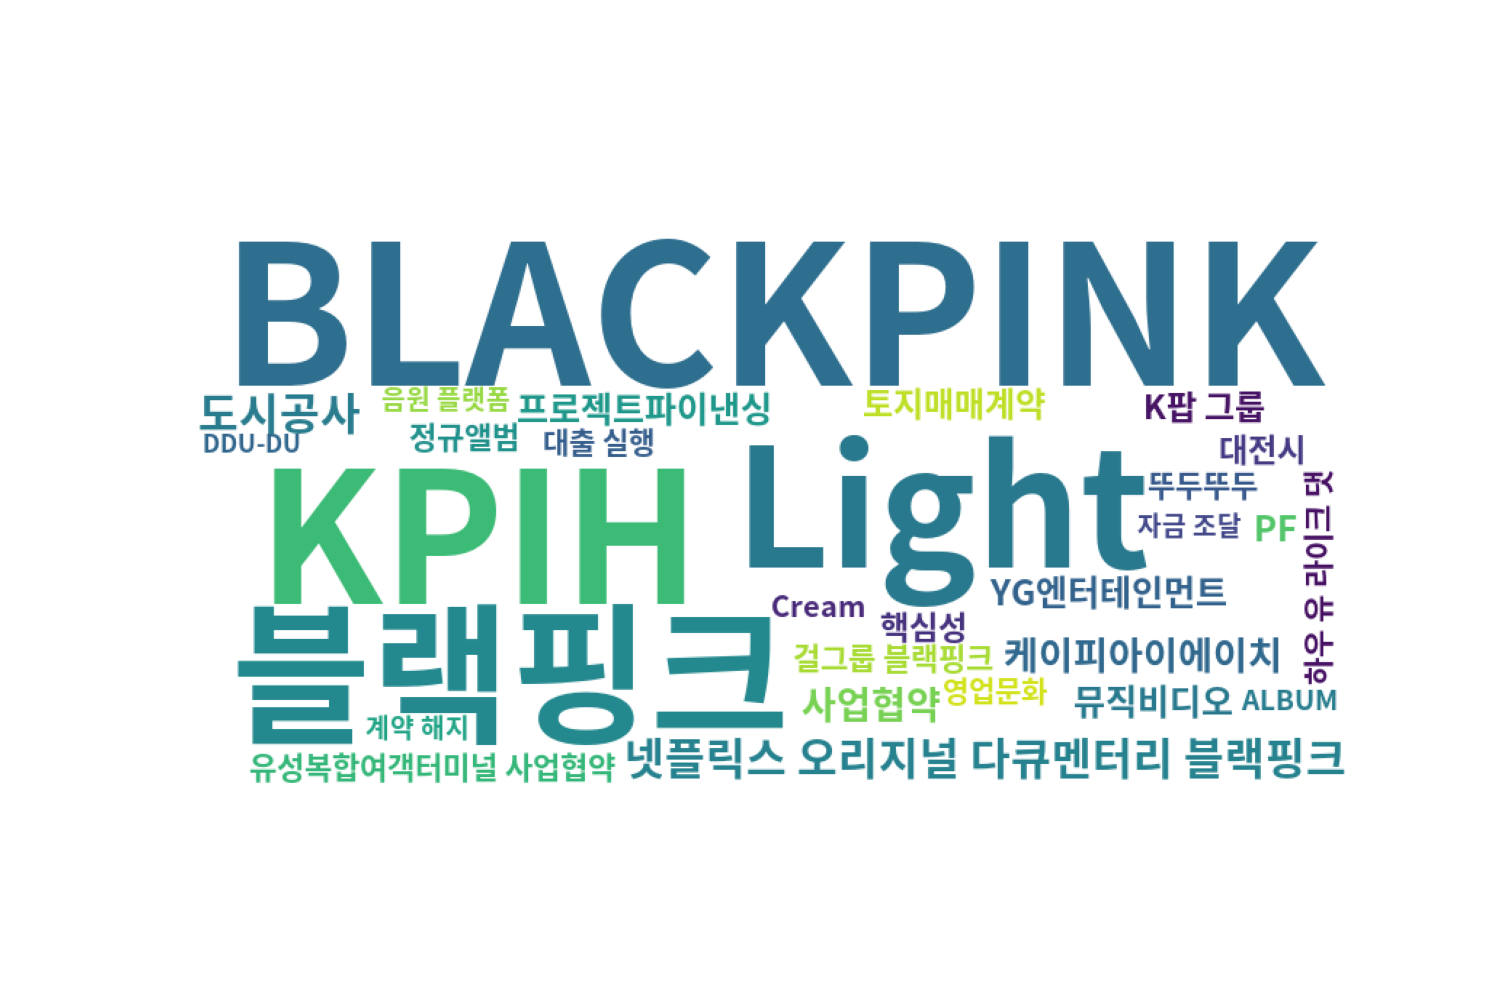 BLACKPINK
도시공사
음원 플랫폼
프로젝트파이낸싱
토지매매계약
K팝 그룹
DDU-DU
정규앨범
대출 실행
대전시
KPIH
Light
뚜두뚜두
자금 조달
PF
하우 유 라이크 댓
YG엔터테인먼트
Cream
핵심성
블랙핑크
걸그룹 블랙핑크
케이피아이에이치
사업협약
영업문화
뮤직비디오
ALBUM
계약 해지
유성복합여객터미널 사업협약
넷플릭스 오리지널 다큐멘터리 블랙핑크